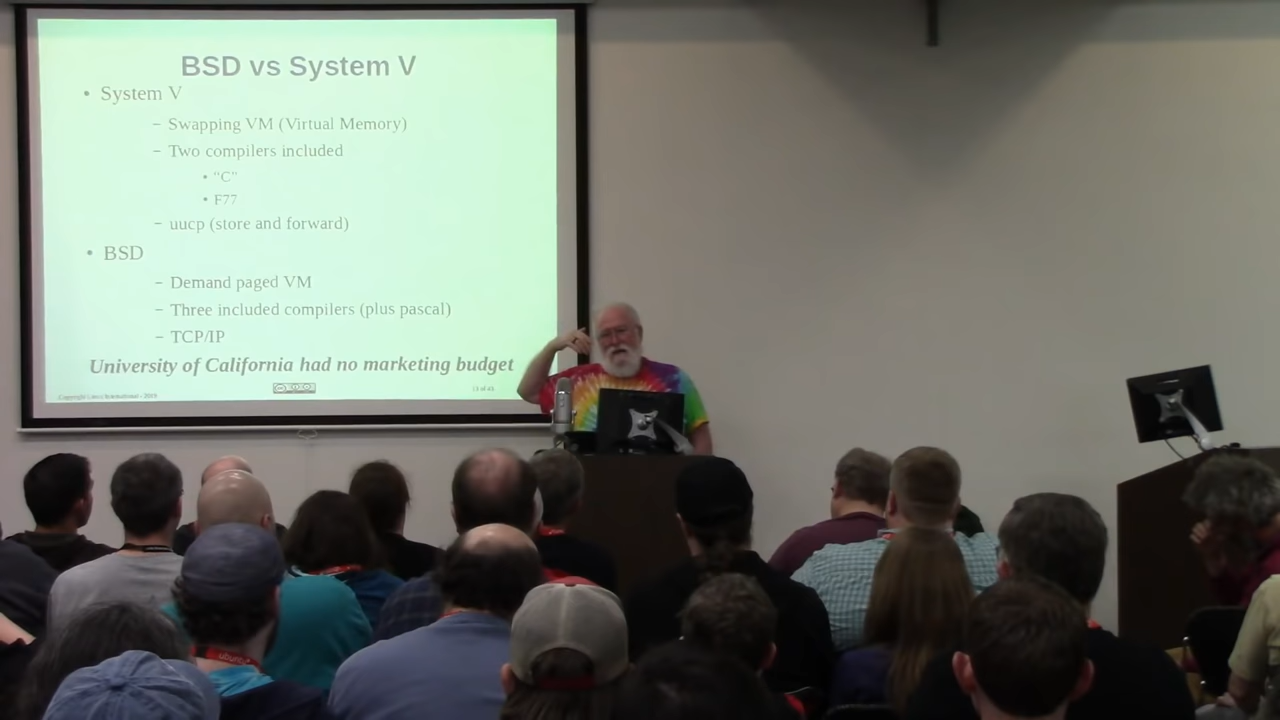 BSD vs System V
• System V
– Swapping VM (Virtual Memory)
– Two compilers included
• "C"
• F77
– uucp (store and forward)
• BSD
– Demand paged VM
– Three included compilers (plus pascal)
– TCP/IP
University of California had no marketing budget
ubuntu